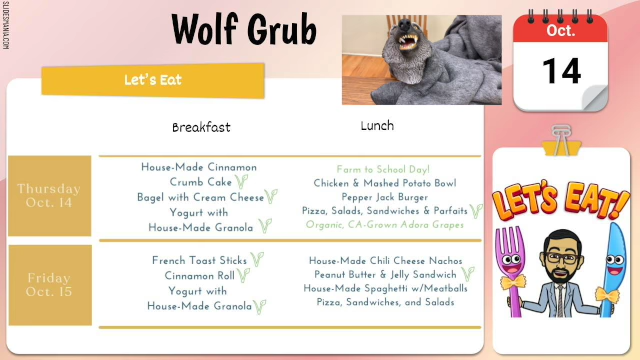 SLIDESMANIA.COM
Wolf Grub
Oct.
14
Let's Eat
Breakfast
Lunch
Thursday
Oct. 14
House-Made Cinnamon
Crumb Cake
Bagel with Cream Cheese
Yogurt with
House-Made Granola
Farm to School Day!
Chicken & Mashed Potato Bowl
Pepper Jack Burger
Pizza, Salads, Sandwiches & Parfaits
Organic, CA-Grown Adora Grapes
Friday
Oct. 15
French Toast Sticks
Cinnamon Roll
Yogurt with
House-Made Granola
House-Made Chili Cheese Nachos
Peanut Butter & Jelly Sandwich
House-Made Spaghetti w/Meatballs
Pizza, Sandwiches, and Salads
LET'S EAT!